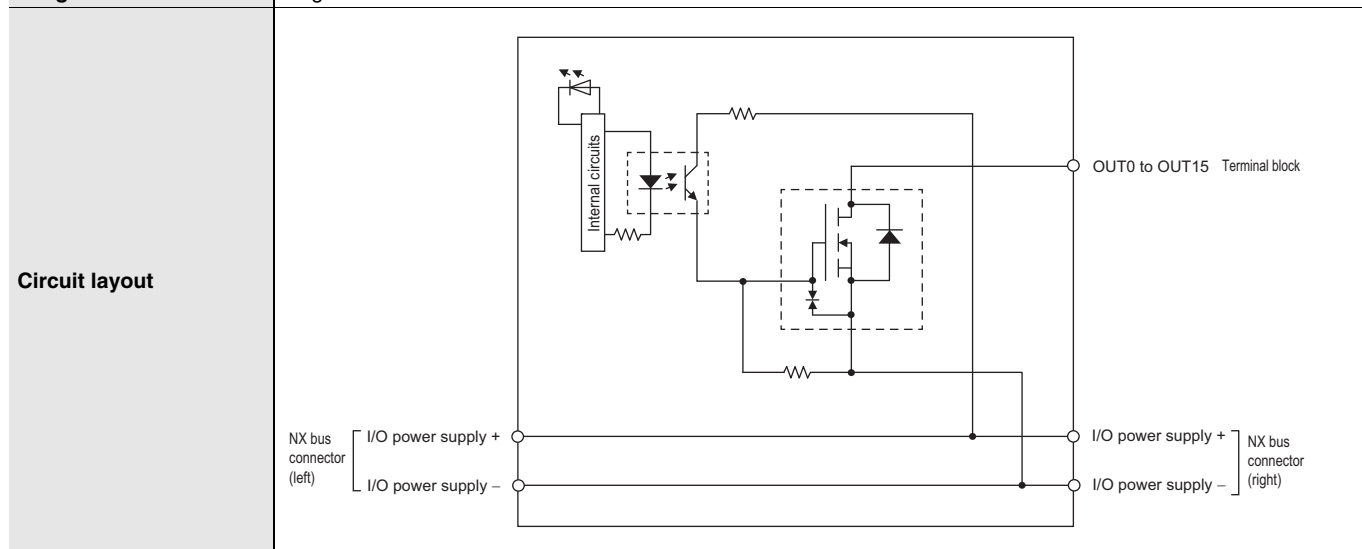 Circuit layout
Internal circuits
OUT0 to OUT15 Terminal block
NX bus
connector
(left)
I/O power supply +
I/O power supply −
I/O power supply +
I/O power supply −
NX bus
connector
(right)